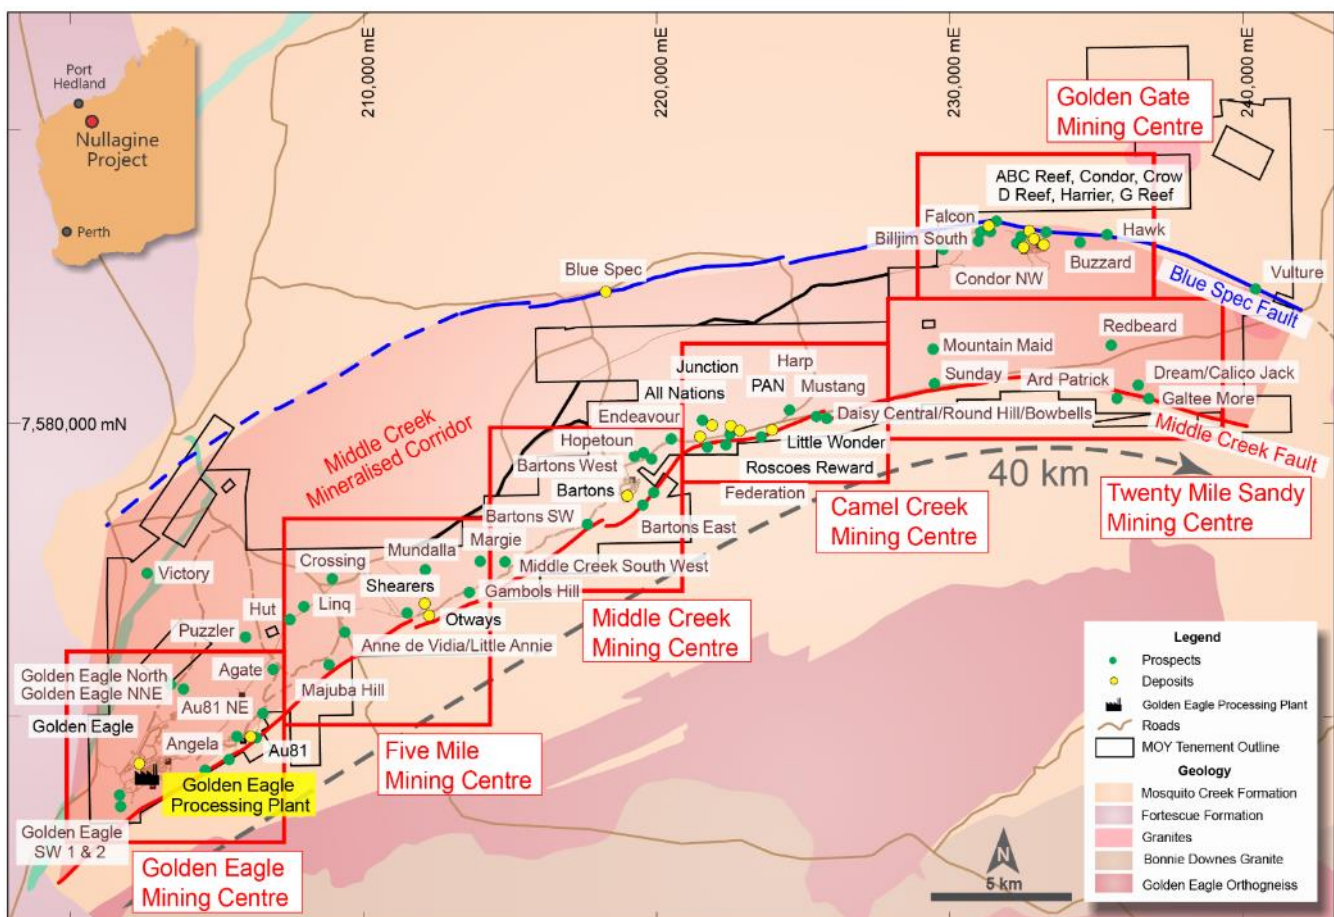 210,000 mE
220,000 mE
230,000 mE
240,000 mE
Port
Hedland
Nullagine
Project
Perth
Golden Gate
Mining Centre
ABC Reef, Condor, Crow
D Reef, Harrier, G Reef
Falcon
Billjim South
Hawk
Buzzard
Condor NW
Blue Spec
Vulture
Blue Spec Fault
Redbeard
Mountain Maid
Junction
Harp
Sunday
Ard Patrick
Dream/Calico Jack
All Nations
PAN
Mustang
Galtee More
7,580,000 mN
Endeavour
Daisy Central/Round Hill/Bowbells
Middle Creek
Mineralised Corridor
Hopetoun
Little Wonder
Middle Creek Fault
Bartons West
Roscoes Reward
40 km
Bartons
Federation
Camel Creek
Mining Centre
Twenty Mile Sandy
Mining Centre
Bartons SW
Bartons East
Margie
Mundalla
Crossing
Middle Creek South West
Victory
Shearers
Gambols Hill
Hut
Linq
Otways
Middle Creek
Mining Centre
Puzzler
Anne de Vidia/Little Annie
Golden Eagle North
Golden Eagle NNE
Agate
Majuba Hill
Au81 NE
Golden Eagle
Angela
Au81
Five Mile
Mining Centre
Golden Eagle
Processing Plant
Golden Eagle
SW 1 & 2
Golden Eagle
Mining Centre
N
5 km
Legend
Prospects
Deposits
Golden Eagle Processing Plant
Roads
MOY Tenement Outline
Geology
Mosquito Creek Formation
Fortescue Formation
Granites
Bonnie Downes Granite
Golden Eagle Orthogneiss